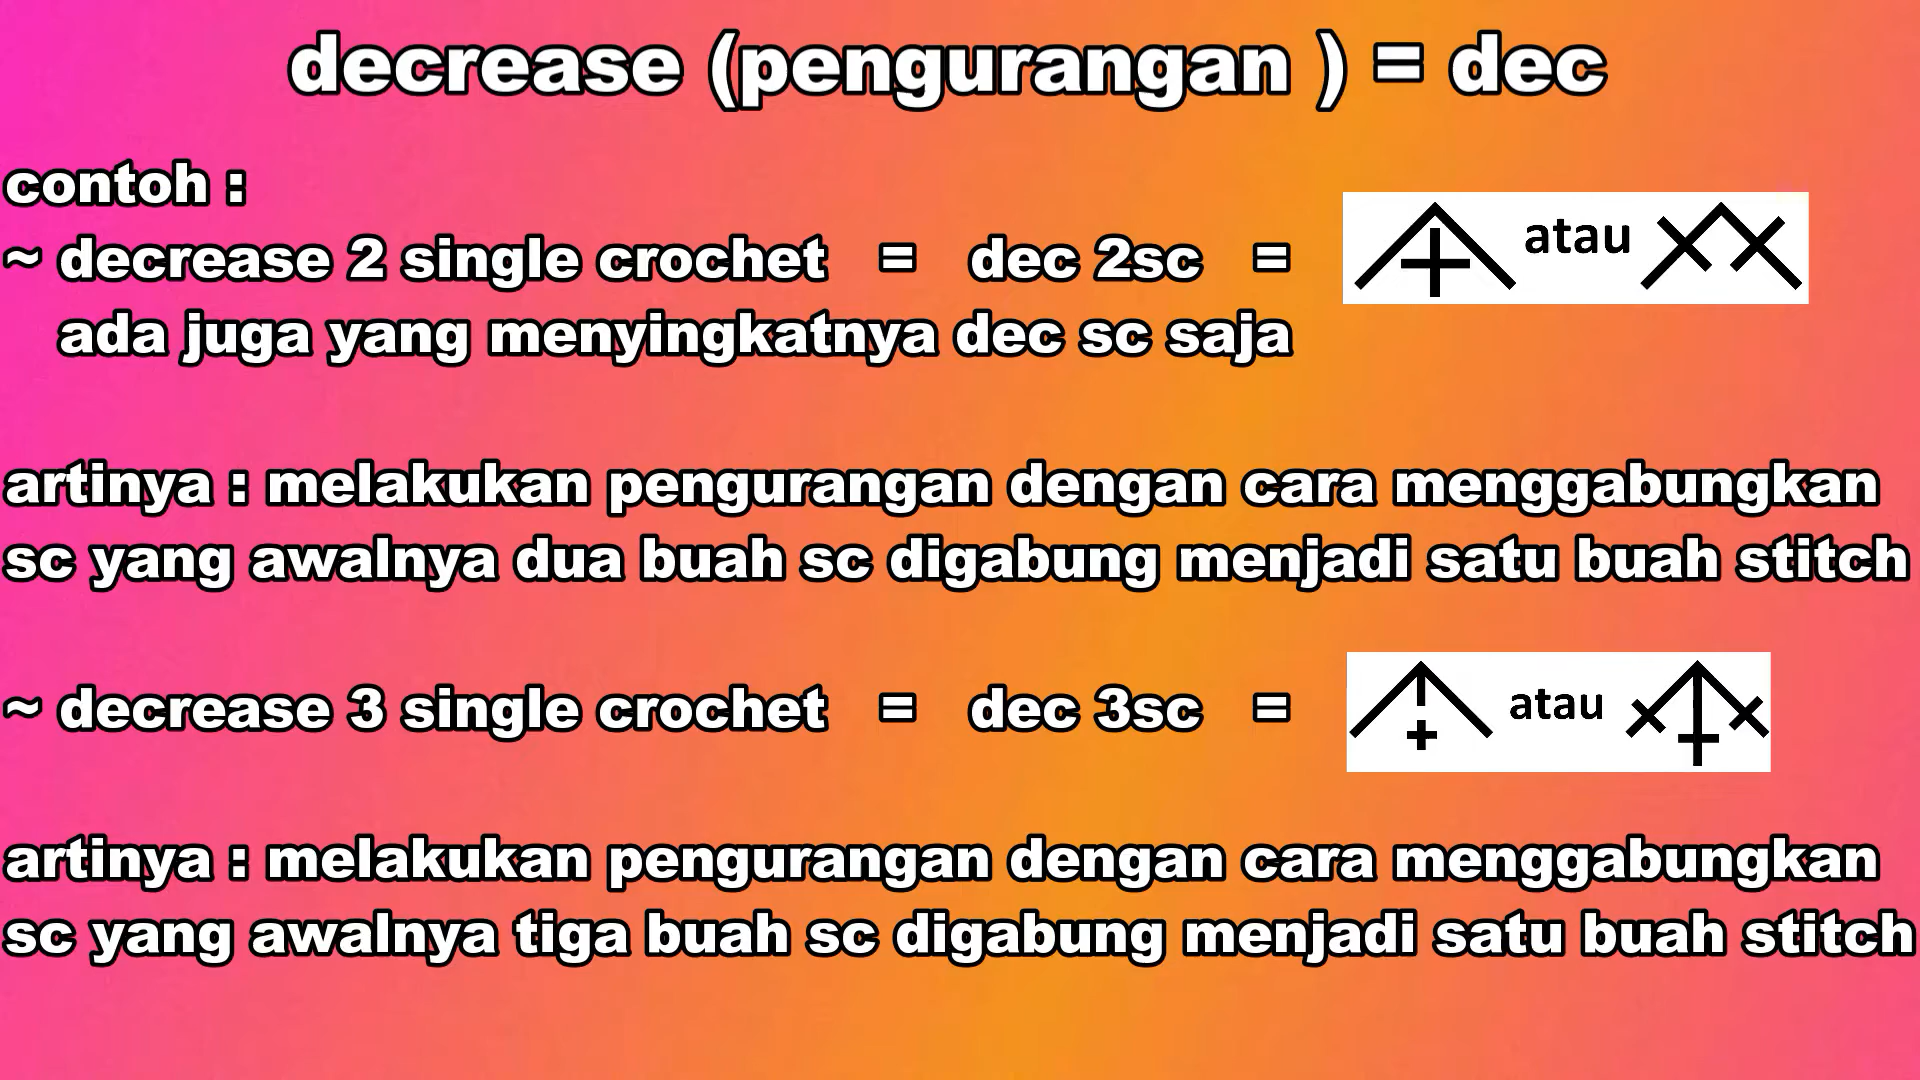 decrease (pengurangan ) = dec
contoh :
~ decrease 2 single crochet = dec 2sc = atau
ada juga yang menyingkatnya dec sc saja
artinya : melakukan pengurangan dengan cara menggabungkan
sc yang awalnya dua buah sc digabung menjadi satu buah stitch
~ decrease 3 single crochet = dec 3sc = atau
artinya : melakukan pengurangan dengan cara menggabungkan
sc yang awalnya tiga buah sc digabung menjadi satu buah stitch